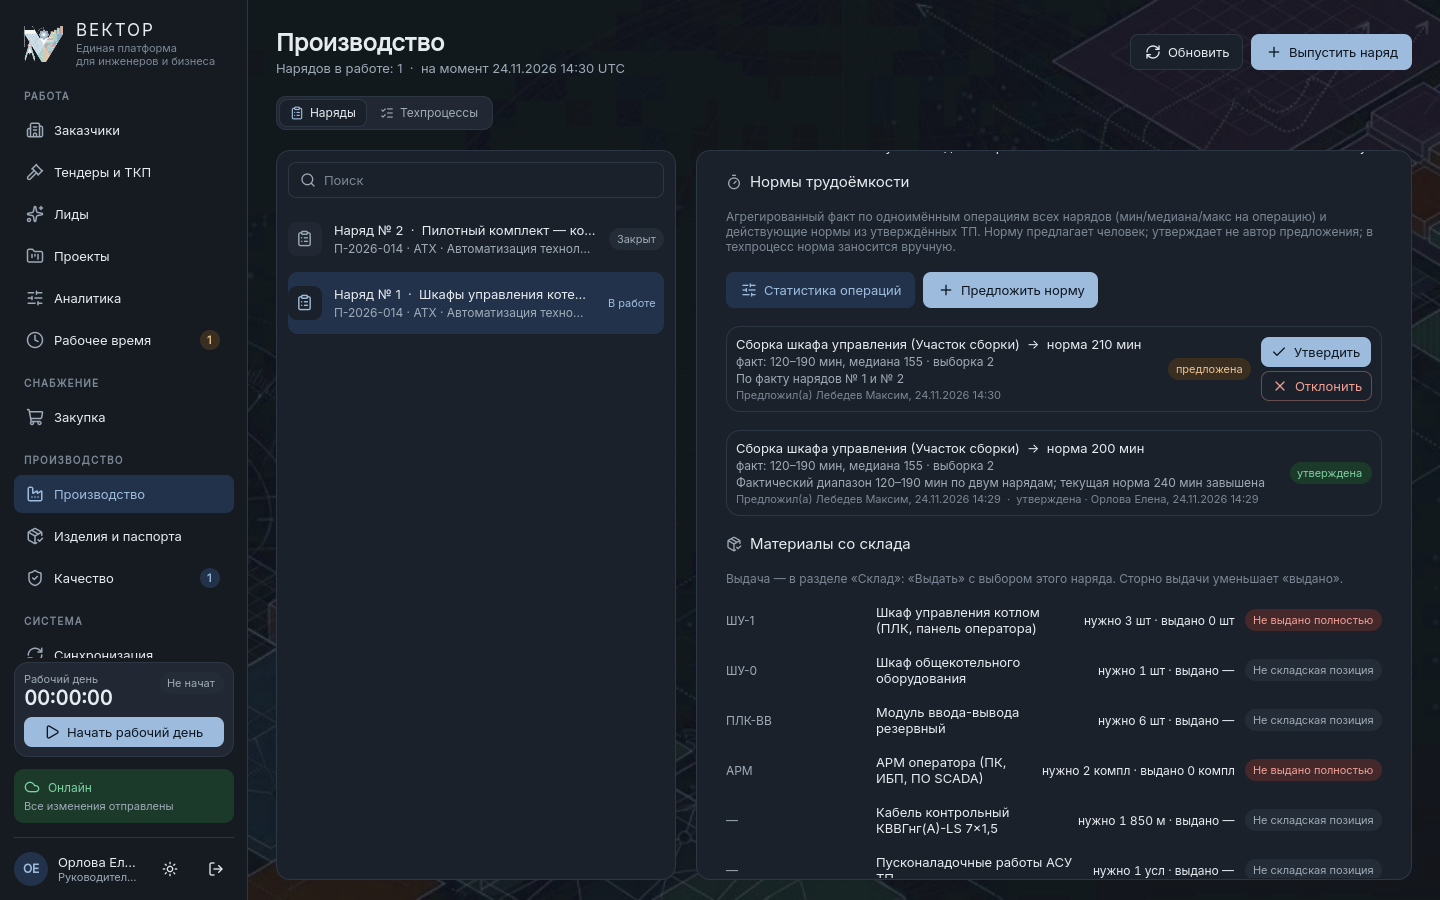 ВЕКТОР
Единая платформа
для инженеров и бизнеса
РАБОТА
Заказчики
Тендеры и ТКП
Лиды
Проекты
Аналитика
Рабочее время
1
СНАБЖЕНИЕ
Закупка
ПРОИЗВОДСТВО
Производство
Изделия и паспорта
Качество
1
СИСТЕМА
Синхронизация
Рабочий день
00:00:00
Не начат
Начать рабочий день
Онлайн
Все изменения отправлены
ОЕ
Орлова Ел...
Руководител...
Производство
Нарядов в работе: 1 · на момент 24.11.2026 14:30 UTC
Обновить
Выпустить наряд
Наряды
Техпроцессы
Поиск
Наряд № 2 · Пилотный комплект — ко...
П-2026-014 · АТХ · Автоматизация технол...
Закрыт
Наряд № 1 · Шкафы управления коте...
П-2026-014 · АТХ · Автоматизация техно...
В работе
Нормы трудоёмкости
Агрегированный факт по одноимённым операциям всех нарядов (мин/медиана/макс на операцию) и
действующие нормы из утверждённых ТП. Норму предлагает человек; утверждает не автор предложения; в
техпроцесс норма заносится вручную.
Статистика операций
Предложить норму
Сборка шкафа управления (Участок сборки) → норма 210 мин
факт: 120–190 мин, медиана 155 · выборка 2
По факту нарядов № 1 и № 2
Предложил(а) Лебедев Максим, 24.11.2026 14:30
предложена
Утвердить
Отклонить
Сборка шкафа управления (Участок сборки) → норма 200 мин
факт: 120–190 мин, медиана 155 · выборка 2
Фактический диапазон 120–190 мин по двум нарядам; текущая норма 240 мин завышена
Предложил(а) Лебедев Максим, 24.11.2026 14:29 · утверждена · Орлова Елена, 24.11.2026 14:29
утверждена
Материалы со склада
Выдача — в разделе «Склад»: «Выдать» с выбором этого наряда. Сторно выдачи уменьшает «выдано».
ШУ-1
Шкаф управления котлом
(ПЛК, панель оператора)
нужно 3 шт · выдано 0 шт
Не выдано полностью
ШУ-0
Шкаф общекотельного
оборудования
нужно 1 шт · выдано —
Не складская позиция
ПЛК-ВВ
Модуль ввода-вывода
резервный
нужно 6 шт · выдано —
Не складская позиция
АРМ
АРМ оператора (ПК,
ИБП, ПО SCADA)
нужно 2 компл · выдано 0 компл
Не выдано полностью
—
Кабель контрольный
КВВГнг(А)-LS 7×1,5
нужно 1 850 м · выдано —
Не складская позиция
—
Пусконаладочные работы АСУ
ТП
нужно 1 усл · выдано —
Не складская позиция